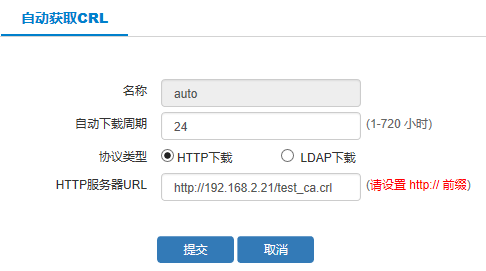 自动获取CRL
名称 auto
自动下载周期 24 (1-720 小时)
协议类型 HTTP下载 LDAP下载
HTTP服务器URL http://192.168.2.21/test_ca.crl (请设置 http:// 前缀)
提交 取消